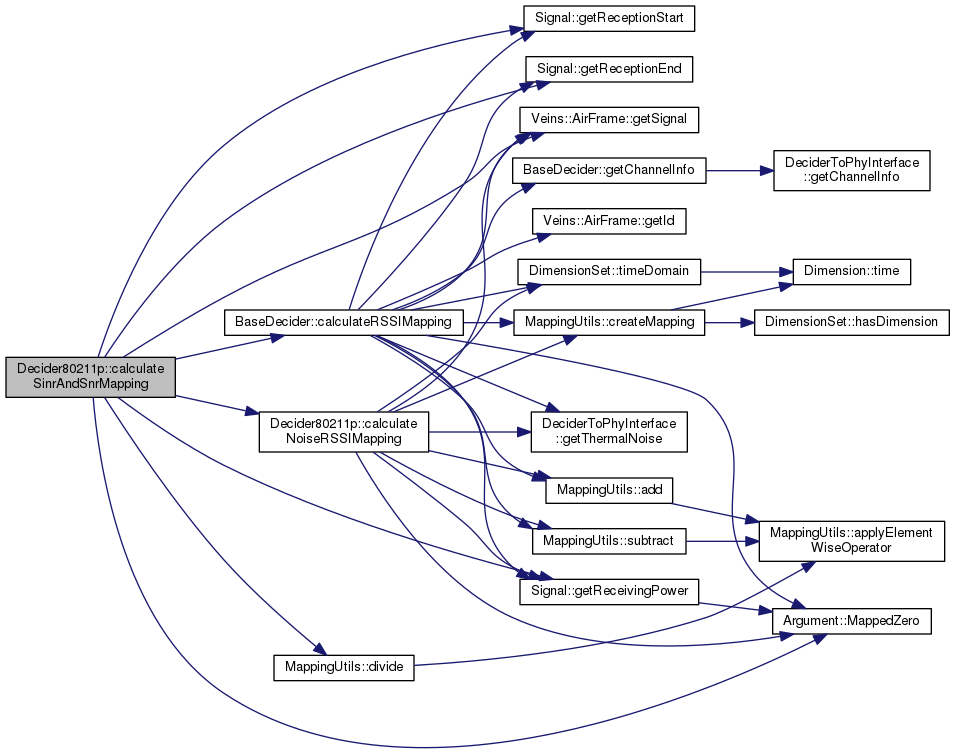 Signal::getReceptionStart
Signal::getReceptionEnd
Veins::AirFrame::getSignal
BaseDecider::getChannelInfo
DeciderToPhyInterface
::getChannelInfo
Veins::AirFrame::getId
DimensionSet::timeDomain
Dimension::time
BaseDecider::calculateRSSIMapping
MappingUtils::createMapping
DimensionSet::hasDimension
Decider80211p::calculate
SinrAndSnrMapping
Decider80211p::calculate
NoiseRSSIMapping
DeciderToPhyInterface
::getThermalNoise
MappingUtils::add
MappingUtils::subtract
MappingUtils::applyElement
WiseOperator
Signal::getReceivingPower
Argument::MappedZero
MappingUtils::divide